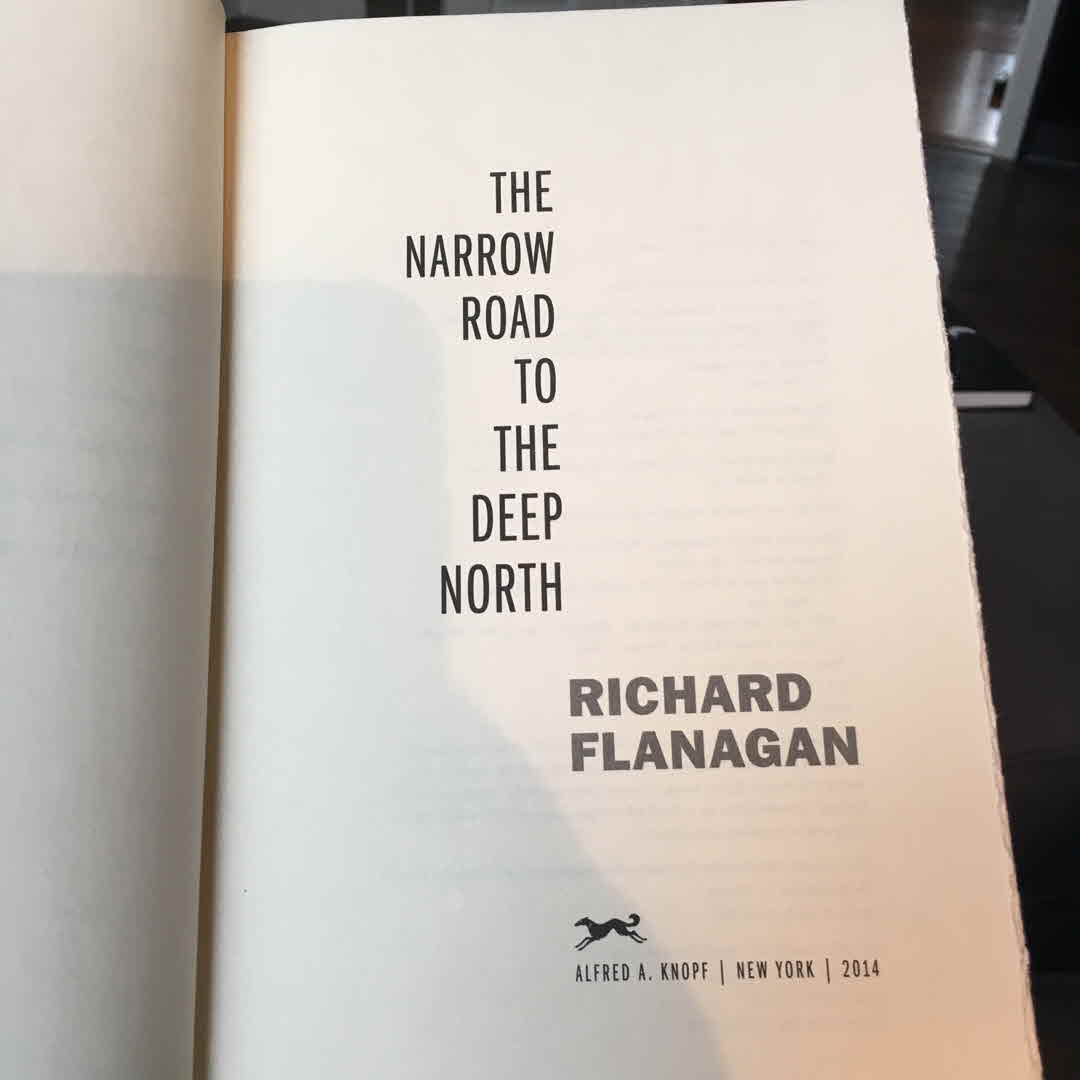 THE
NARROW
ROAD
TO
THE
DEEP
NORTH
RICHARD
FLANAGAN
ALFRED A. KNOPF | NEW YORK | 2014